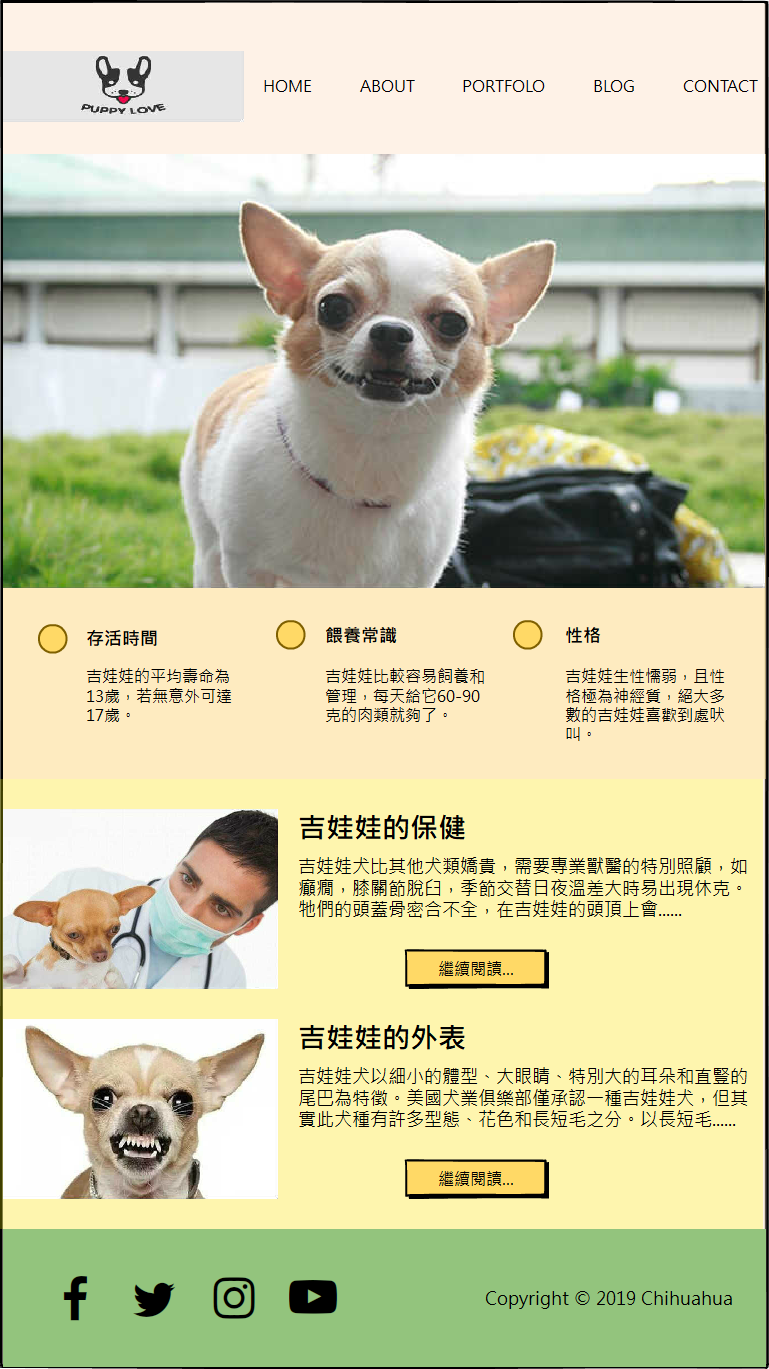 PUPPY LOVE
HOME ABOUT PORTFOLO BLOG CONTACT
存活時間
吉娃娃的平均壽命為
13歲，若無意外可達
17歲。
餵養常識
吉娃娃比較容易飼養和
管理，每天給它60-90
克的肉類就夠了。
性格
吉娃娃生性懦弱，且性
格極為神經質，絕大多
數的吉娃娃喜歡到處吠
叫。
吉娃娃的保健
吉娃娃犬比其他犬類嬌貴，需要專業獸醫的特別照顧，如
癲癇，膝關節脫臼，季節交替日夜溫差大時易出現休克。
牠們的頭蓋骨密合不全，在吉娃娃的頭頂上會......
繼續閱讀...
吉娃娃的外表
吉娃娃犬以細小的體型、大眼睛、特別大的耳朵和直豎的
尾巴為特徵。美國犬業俱樂部僅承認一種吉娃娃犬，但其
實此犬種有許多型態、花色和長短毛之分。以長短毛......
繼續閱讀...
Copyright © 2019 Chihuahua